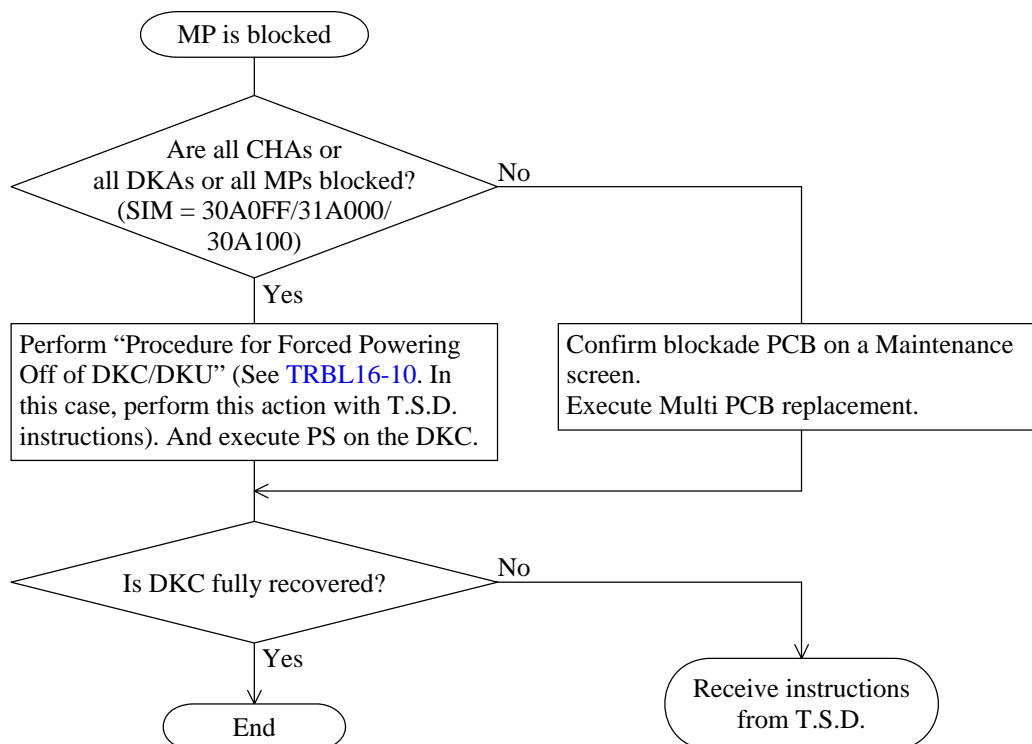 MP is blocked
Are all CHAs or
all DKAs or all MPs blocked?
(SIM = 30A0FF/31A000/
30A100)
No
Yes
Perform “Procedure for Forced Powering
Off of DKC/DKU” (See TRBL16-10. In
this case, perform this action with T.S.D.
instructions). And execute PS on the DKC.
Confirm blockade PCB on a Maintenance
screen.
Execute Multi PCB replacement.
Is DKC fully recovered?
No
Yes
End
Receive instructions
from T.S.D.